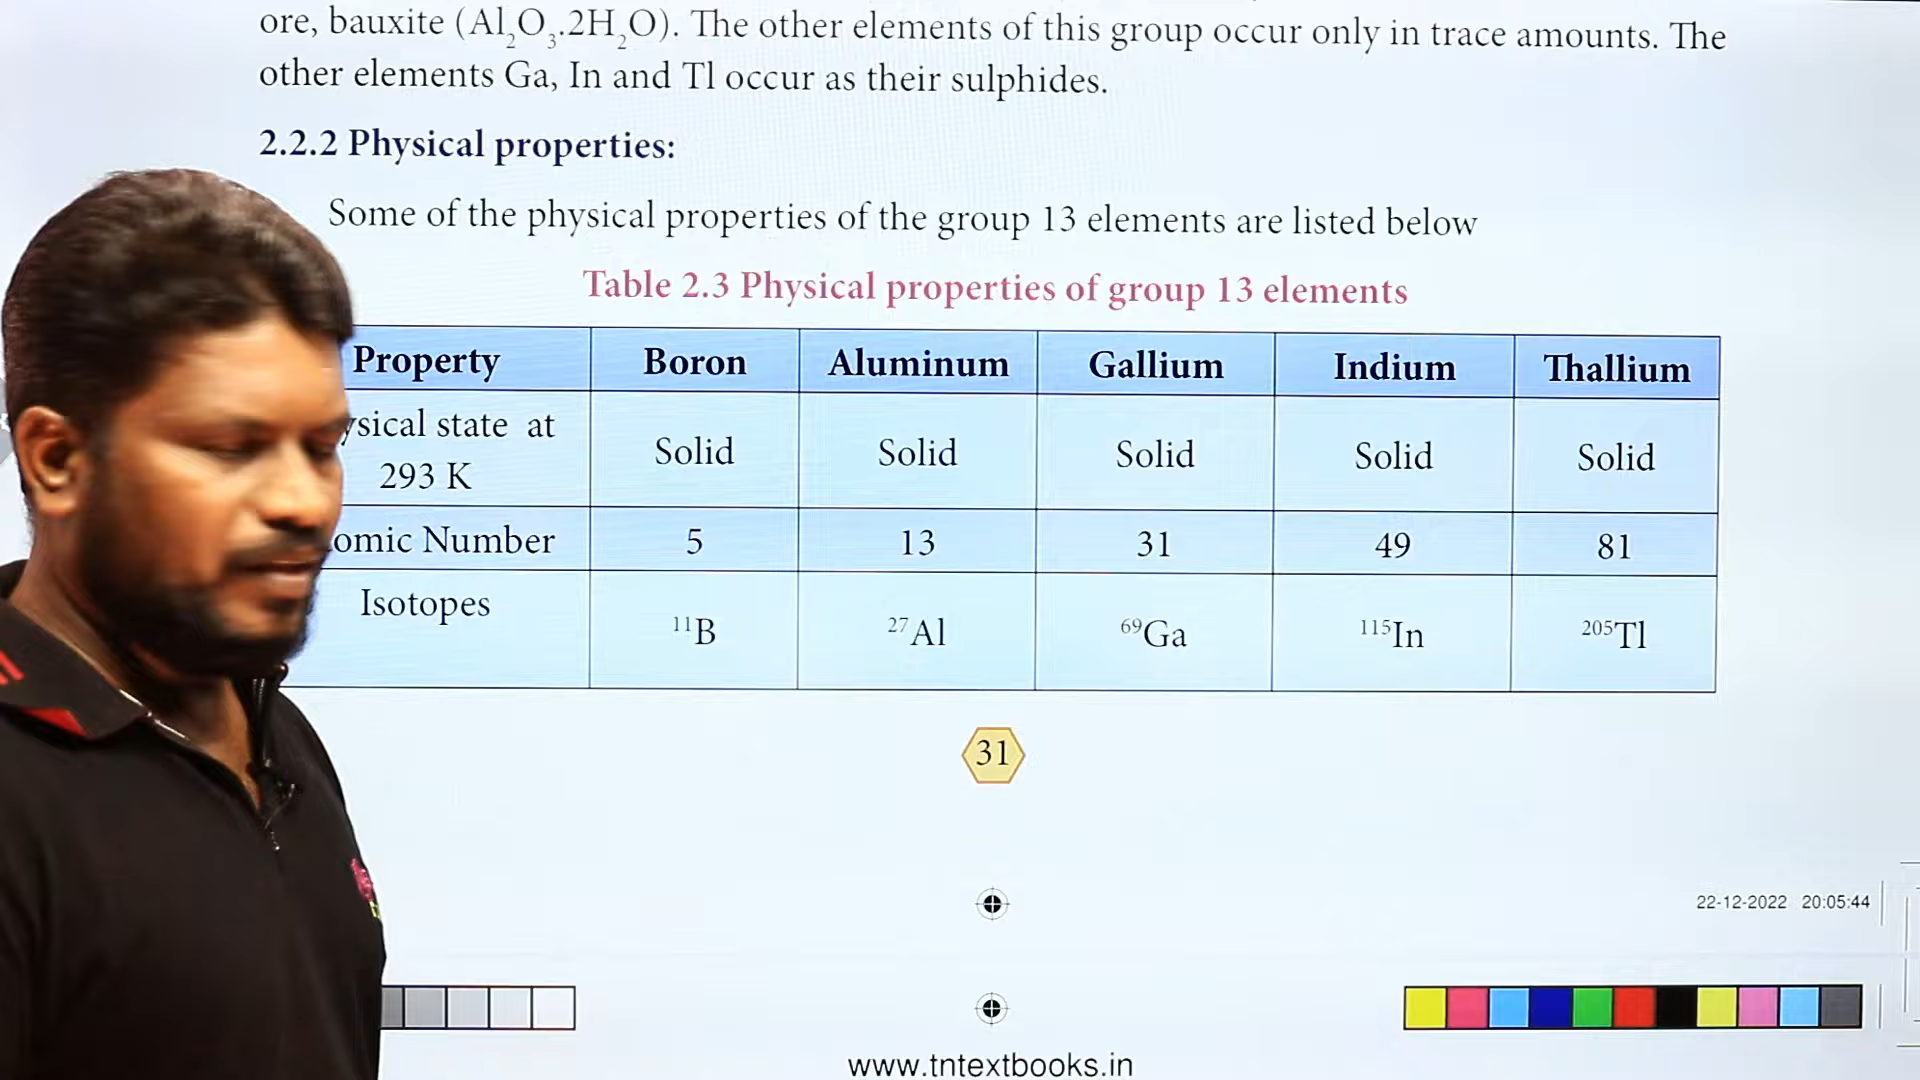 ore, bauxite (Al₂O₃.2H₂O). The other elements of this group occur only in trace amounts. The
other elements Ga, In and Tl occur as their sulphides.
2.2.2 Physical properties:
Some of the physical properties of the group 13 elements are listed below
Table 2.3 Physical properties of group 13 elements
Property Boron Aluminum Gallium Indium Thallium
ysical state at
293 K Solid Solid Solid Solid Solid
omic Number 5 13 31 49 81
Isotopes ¹¹B ²⁷Al ⁶⁹Ga ¹¹⁵In ²⁰⁵Tl
31
22-12-2022 20:05:44
www.tntextbooks.in